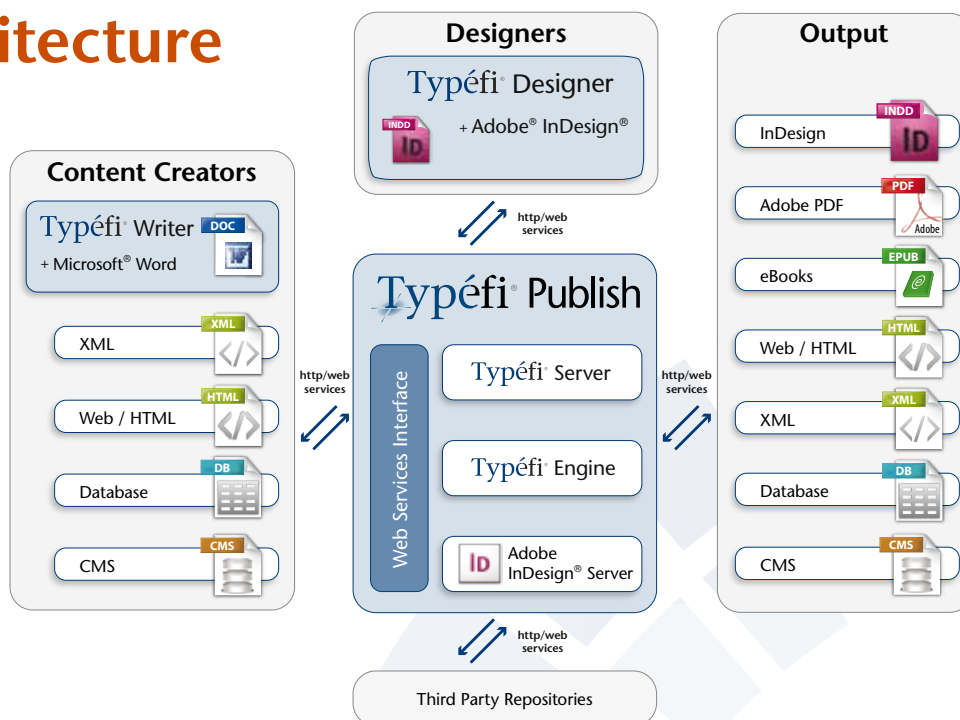 itecture
Designers
Typéfi® Designer
INDD
Id
+ Adobe® InDesign®
http/web
services
Content Creators
Typéfi® Writer
DOC
W
+ Microsoft® Word
XML
XML
</>
Web / HTML
HTML
</>
Database
DB
CMS
CMS
http/web
services
Typéfi® Publish
Web Services Interface
Typéfi® Server
Typéfi® Engine
Id
Adobe
InDesign® Server
http/web
services
http/web
services
Third Party Repositories
Output
InDesign
INDD
Id
Adobe PDF
PDF
Adobe
eBooks
EPUB
e
Web / HTML
HTML
</>
XML
XML
</>
Database
DB
CMS
CMS